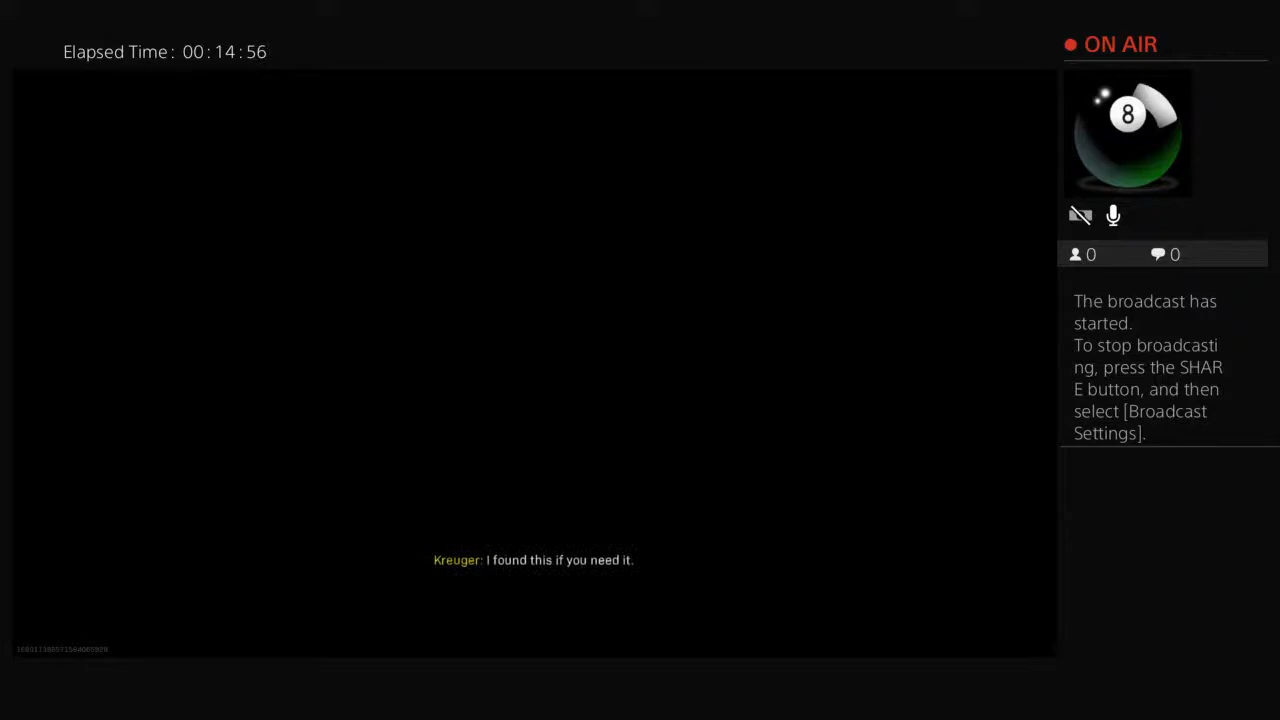 Elapsed Time: 00:14:56
ON AIR
8
0 0
The broadcast has
started.
To stop broadcasti
ng, press the SHAR
E button, and then
select [Broadcast
Settings].
Kreuger: I found this if you need it.